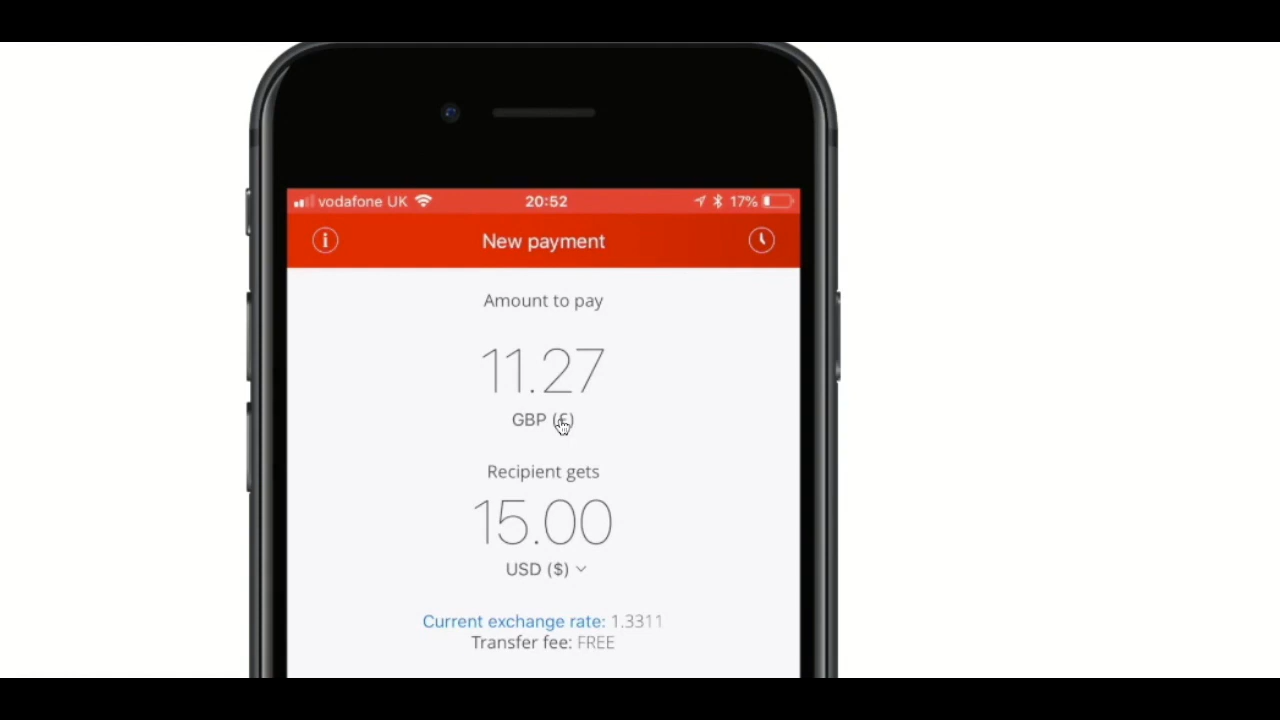 vodafone UK 20:52 17%
New payment
Amount to pay
11.27
GBP (£)
Recipient gets
15.00
USD ($)
Current exchange rate: 1.3311
Transfer fee: FREE